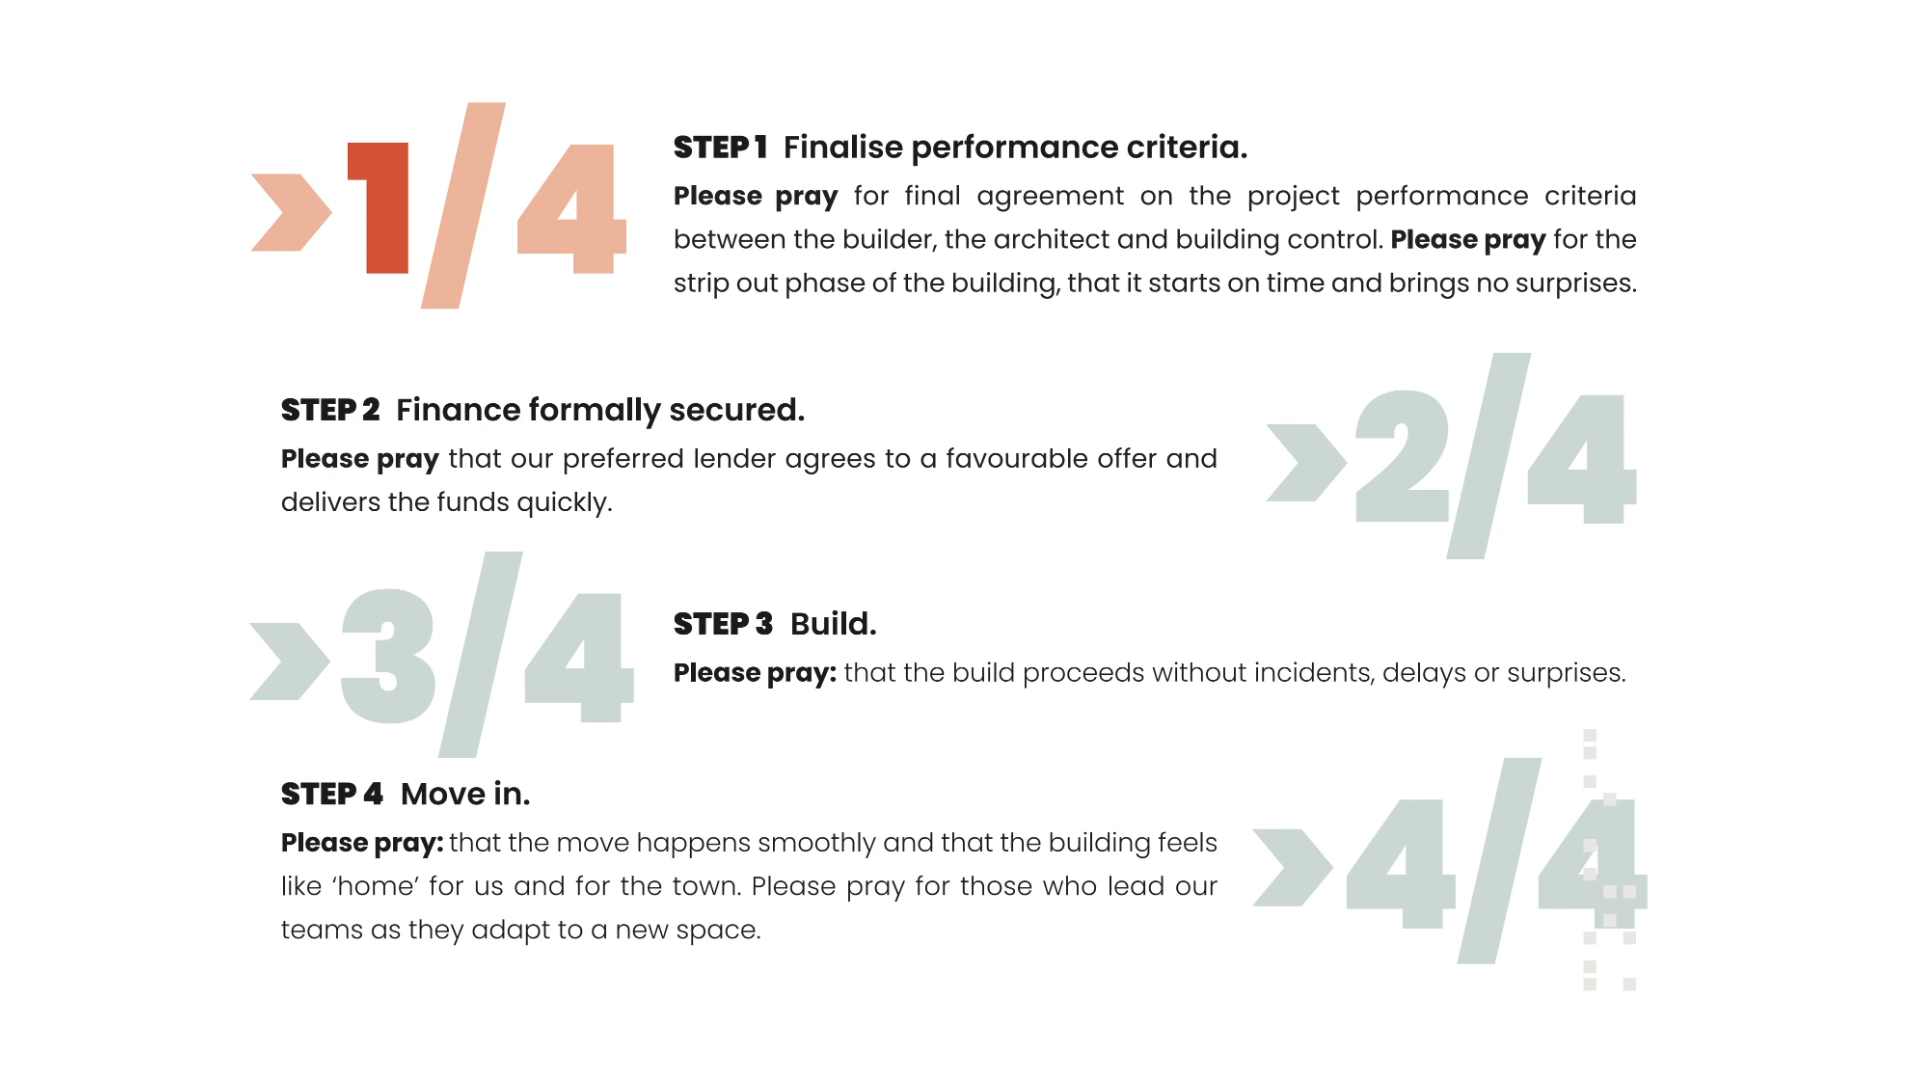 >1/4
STEP 1 Finalise performance criteria.
Please pray for final agreement on the project performance criteria
between the builder, the architect and building control. Please pray for the
strip out phase of the building, that it starts on time and brings no surprises.
STEP 2 Finance formally secured.
Please pray that our preferred lender agrees to a favourable offer and
delivers the funds quickly.
>2/4
>3/4
STEP 3 Build.
Please pray: that the build proceeds without incidents, delays or surprises.
STEP 4 Move in.
Please pray: that the move happens smoothly and that the building feels
like ‘home’ for us and for the town. Please pray for those who lead our
teams as they adapt to a new space.
>4/4